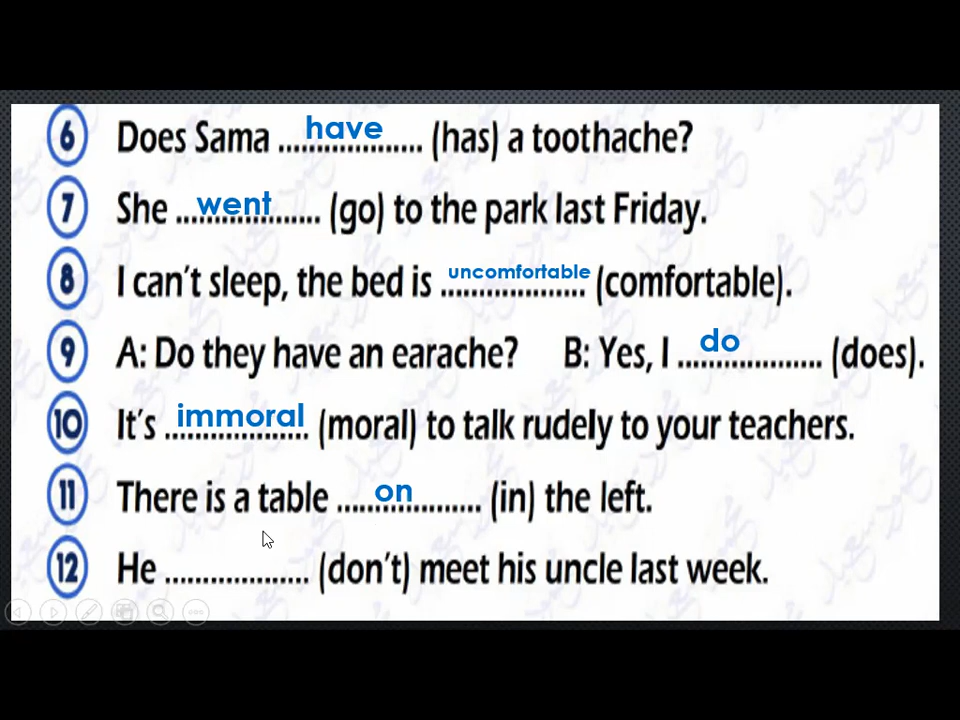 6 Does Sama ....have.... (has) a toothache?
7 She ....went.... (go) to the park last Friday.
8 I can't sleep, the bed is ....uncomfortable.... (comfortable).
9 A: Do they have an earache? B: Yes, I ....do.... (does).
10 It's ....immoral.... (moral) to talk rudely to your teachers.
11 There is a table ....on.... (in) the left.
12 He ................... (don't) meet his uncle last week.